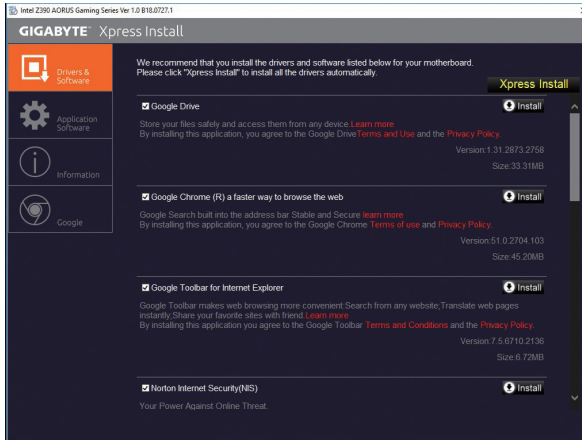 Intel Z390 AORUS Gaming Series Ver 1.0 B18.0727.1
GIGABYTE™ Xpress Install
Drivers &
Software
Application
Software
Information
Google
We recommend that you install the drivers and software listed below for your motherboard.
Please click "Xpress Install" to install all the drivers automatically.
Xpress Install
Google Drive
Install
Store your files safely and access them from any device.Learn more
By installing this application, you agree to the Google DriveTerms and Use and the Privacy Policy.
Version:1.31.2873.2758
Size:33.31MB
Google Chrome (R) a faster way to browse the web
Install
Google Search built into the address bar Stable and Secure learn more
By installing this application, you agree to the Google Chrome Terms of use and Privacy Policy.
Version:51.0.2704.103
Size:45.20MB
Google Toolbar for Internet Explorer
Install
Google Toolbar makes web browsing more convenient:Search from any website;Translate web pages
instantly;Share your favorite sites with friend.Learn more
By installing this application you agree to the Google Toolbar Terms and Conditions and the Privacy Policy.
Version:7.5.6710.2136
Size:6.72MB
Norton Internet Security(NIS)
Install
Your Power Against Online Threat.